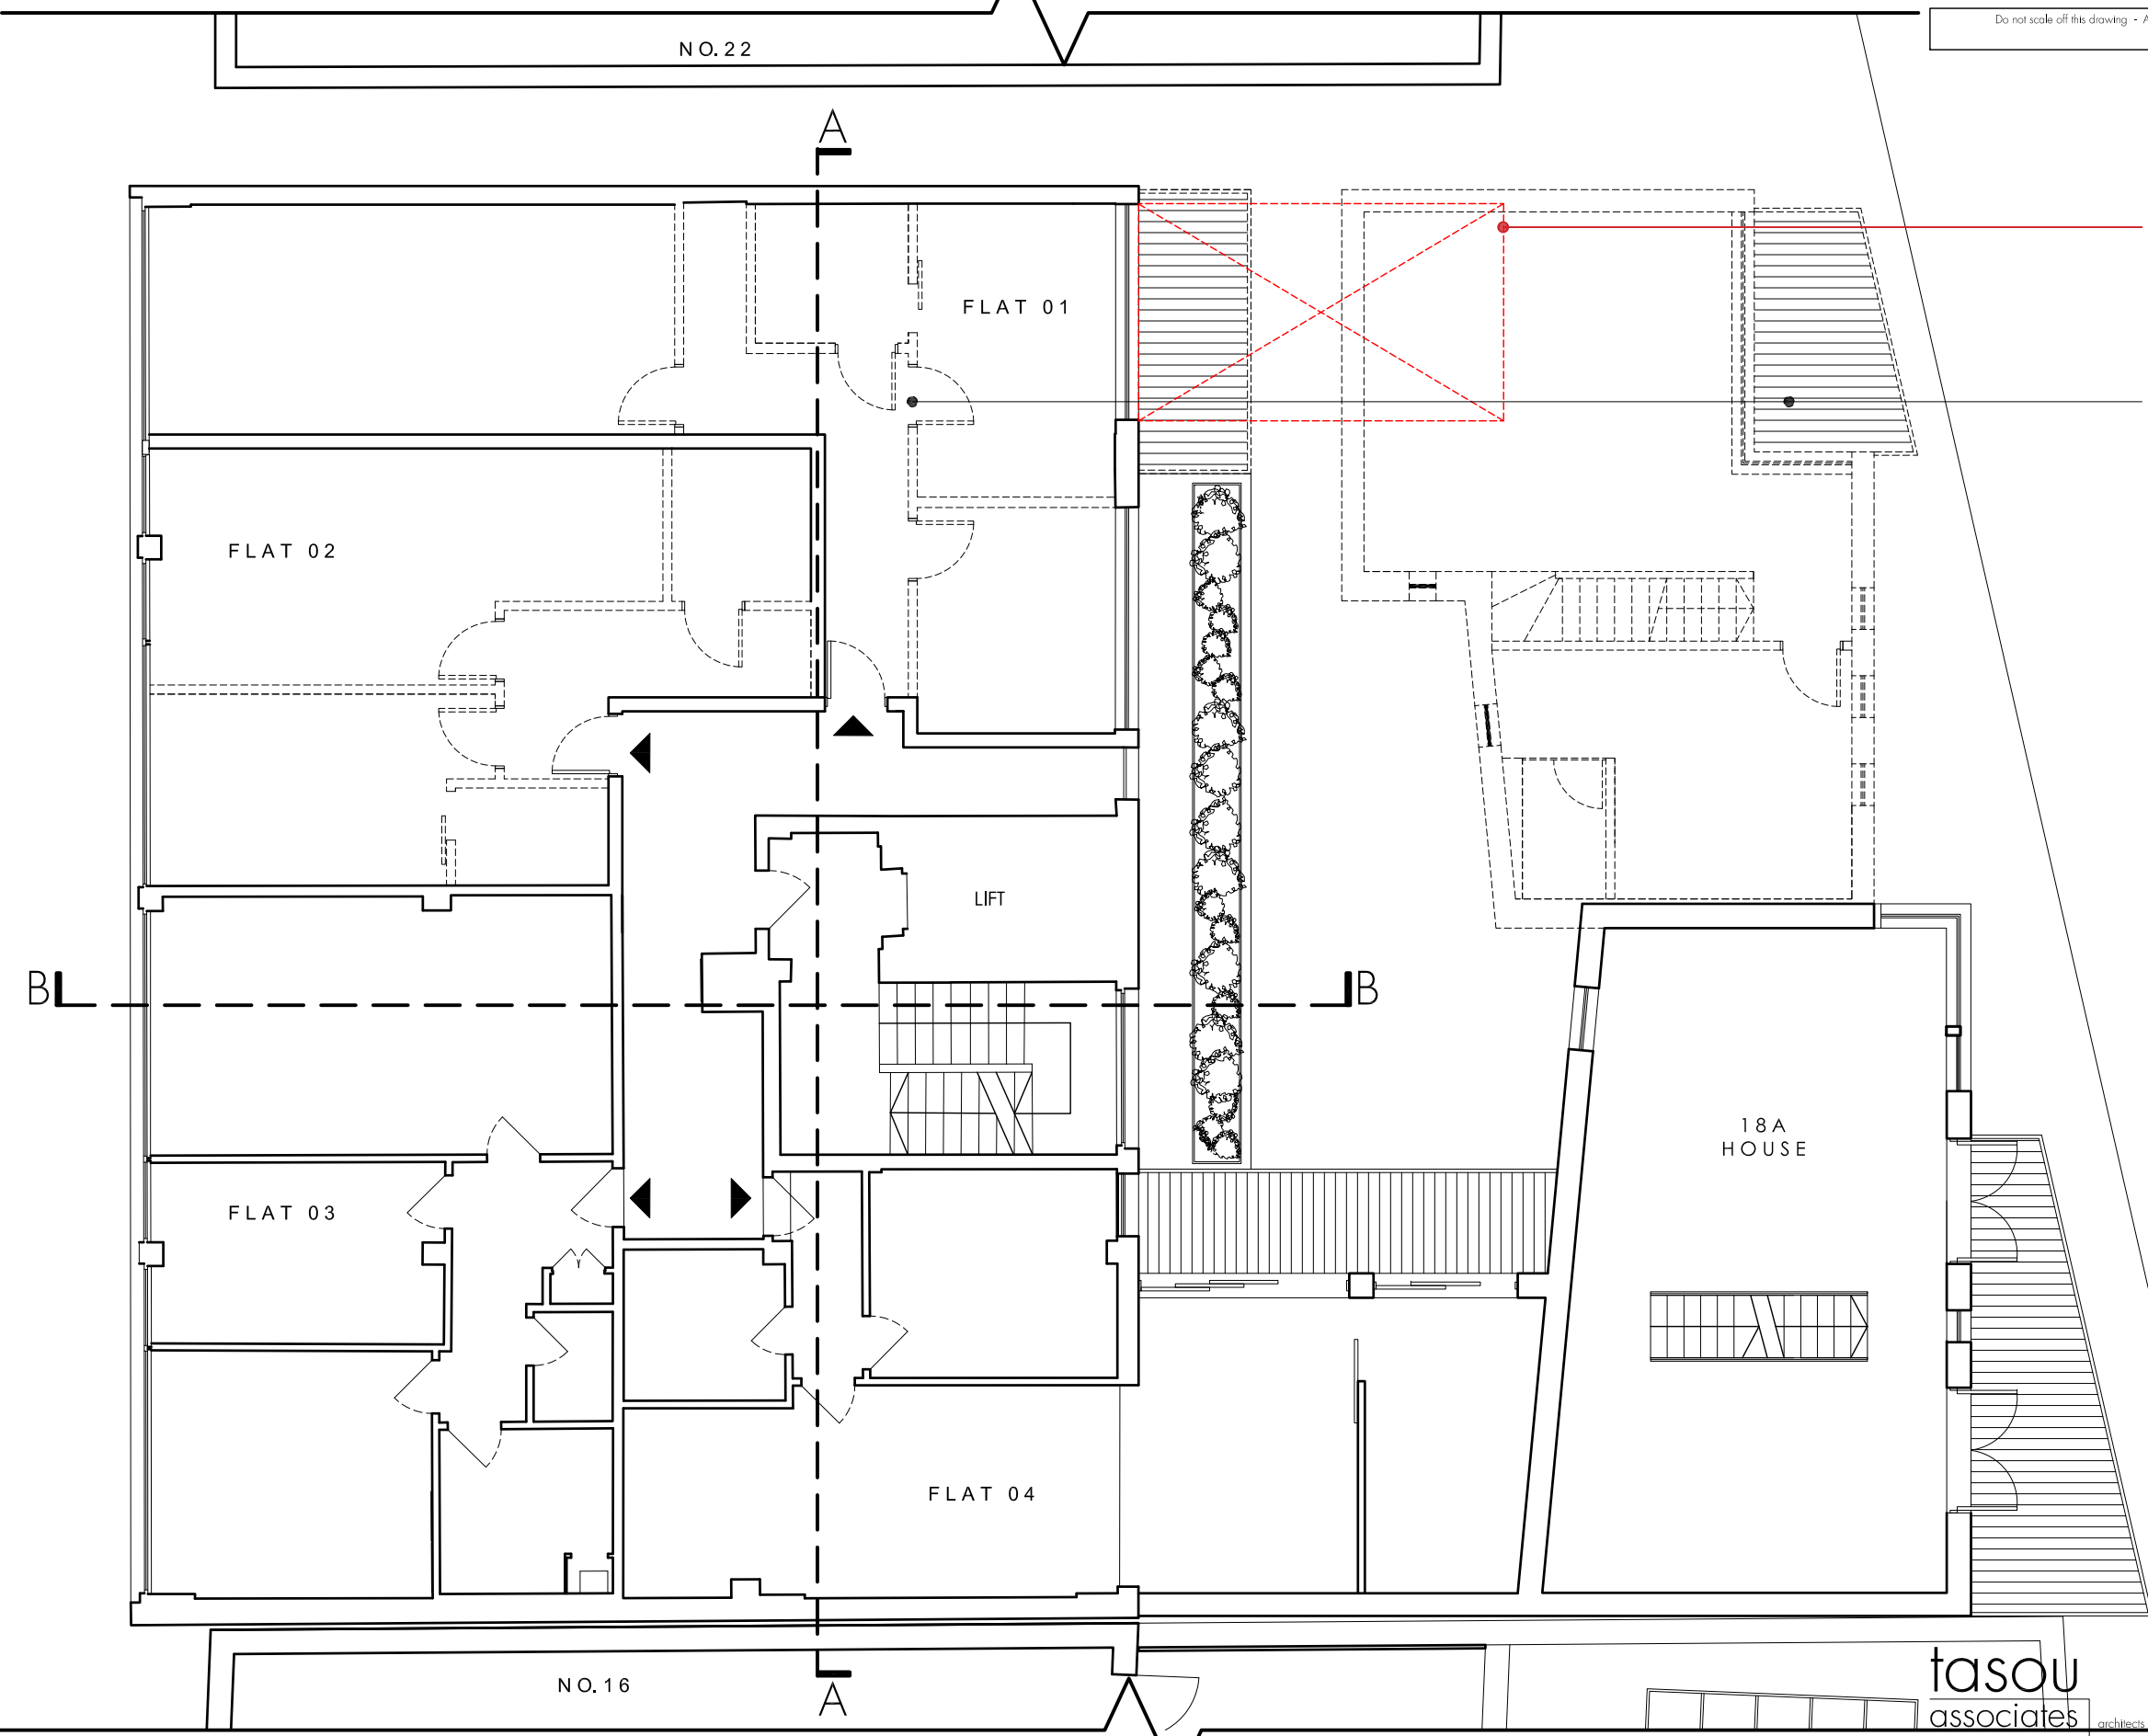 Do not scale off this drawing - A
NO.22
A
FLAT 01
FLAT 02
LIFT
B
B
18A
HOUSE
FLAT 03
FLAT 04
NO.16
A
tasou
associates
architects